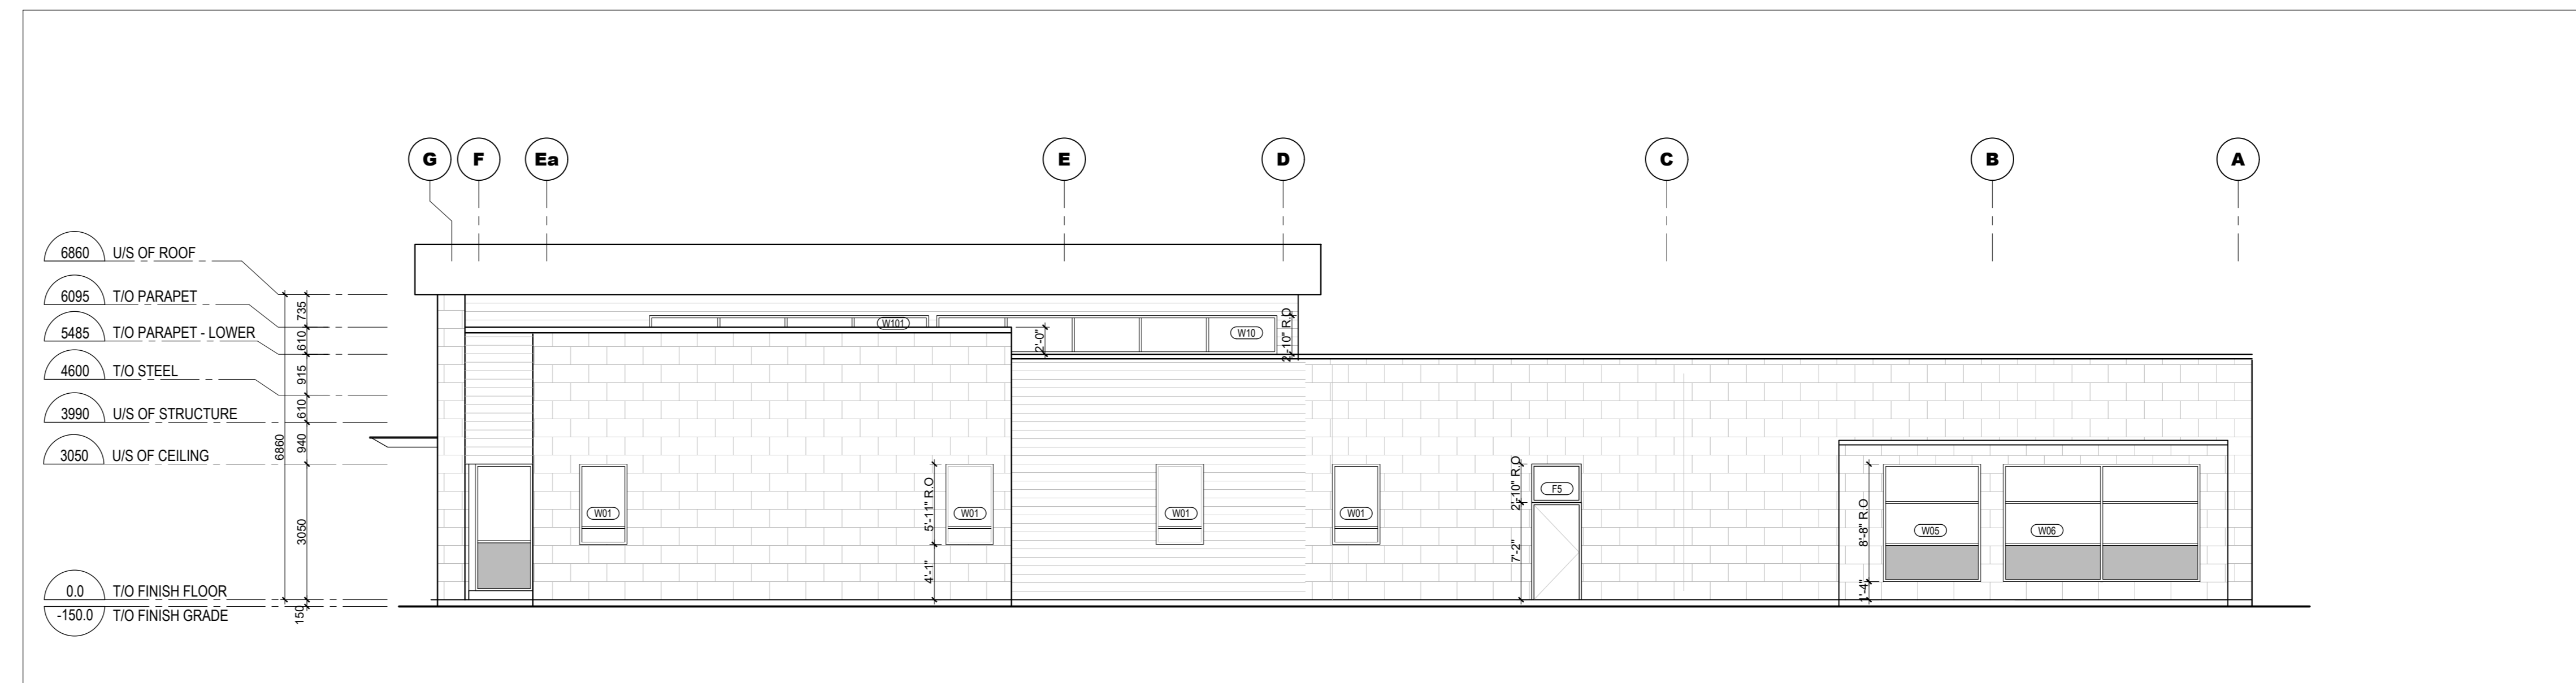 G F Ea E D C B A
6860 U/S OF ROOF
6095 T/O PARAPET
5485 T/O PARAPET - LOWER
4600 T/O STEEL
3990 U/S OF STRUCTURE
3050 U/S OF CEILING
0.0 T/O FINISH FLOOR
-150.0 T/O FINISH GRADE
6860
735
610
915
610
940
3050
150
W101
W10
2'-0"
2'-10" R.O
W01
5'-11" R.O
4'-1"
W01
W01
W01
2'-10" R.O
7'-2"
F5
8'-8" R.O
1'-4"
W05
W06